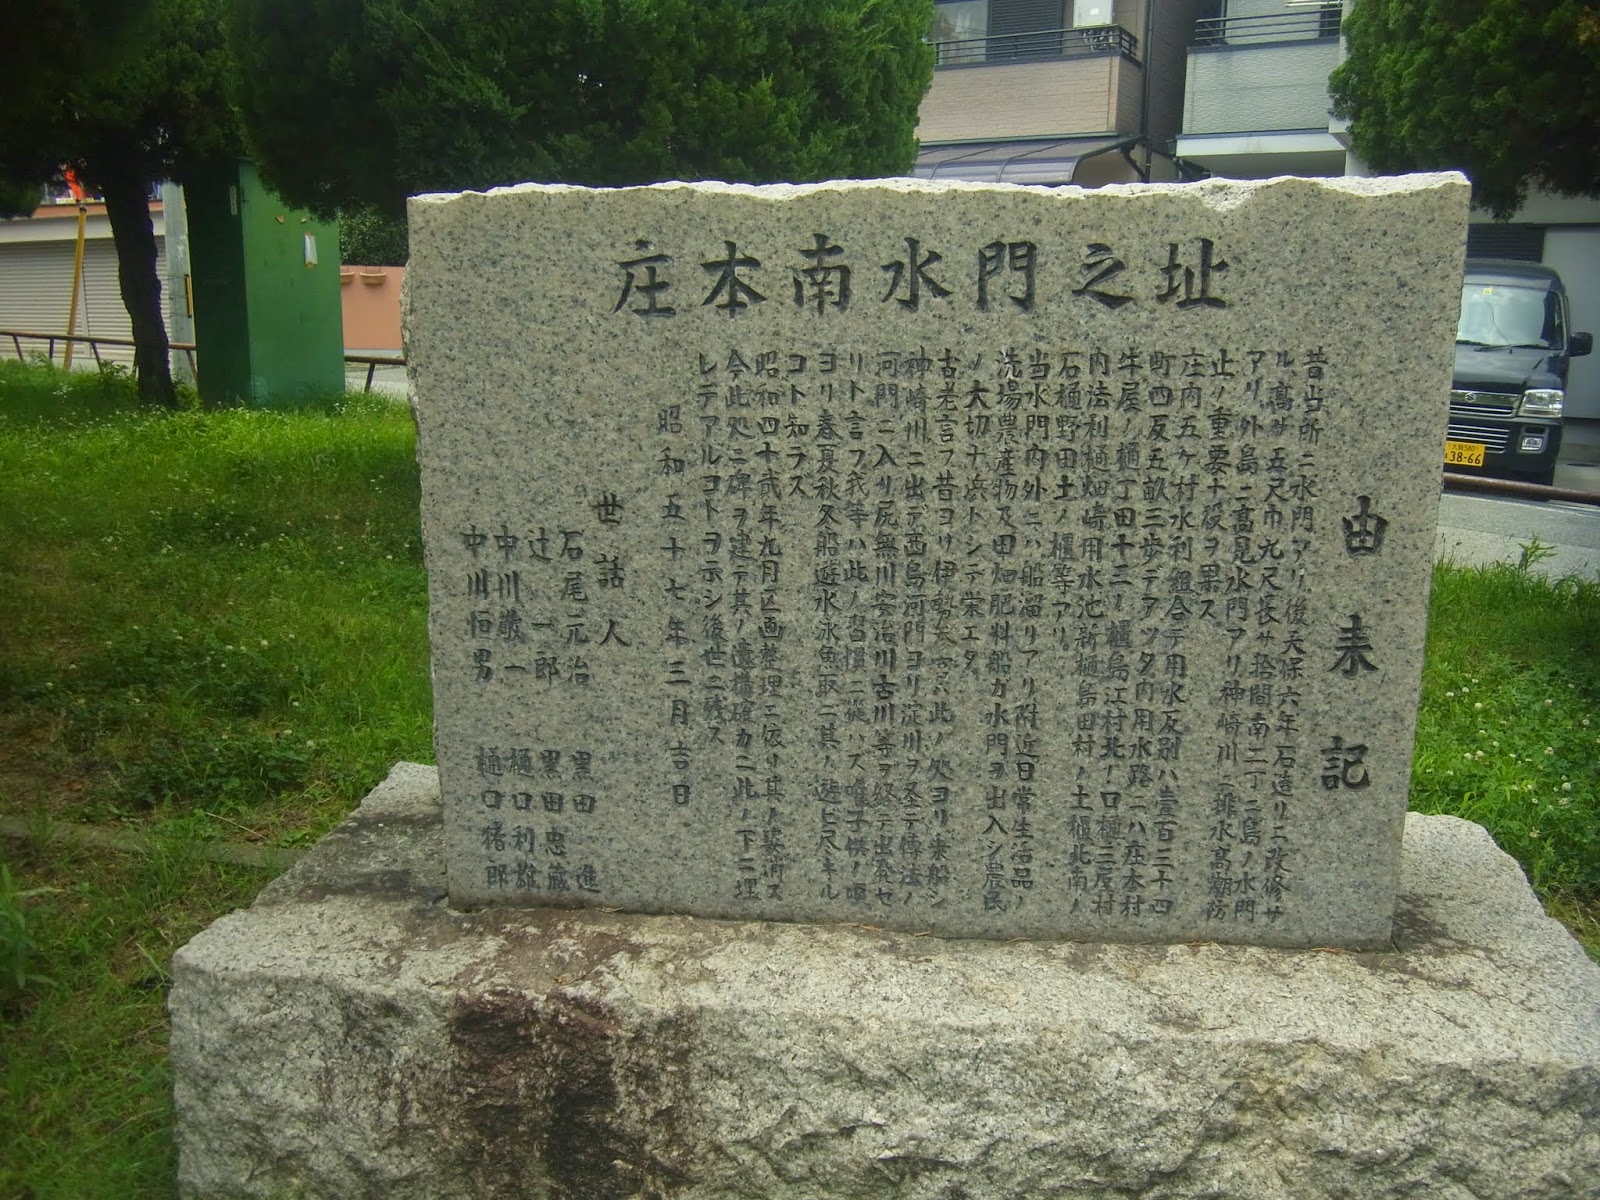 庄本南水門之址
由来記
昔当所ニ水門アリ後天保六年石造リニ改修サ
ル高サ五尺巾九尺長サ拾間南二丁ニ島ノ水門
アリ外島ニ高見水門アリ神崎川ニ排水高潮防
止ノ重要ナ役ヲ果ス
庄内五ヶ村水利組合デ用水反別ハ壹百三十四
町四反五畝三歩デアッタ内用水路ニハ庄本村
牛屋ノ樋丁田十三ノ樋島江村北ノ口樋三屋村
内法利樋畑崎用水池新樋島田村ノ土樋北南ノ
石樋野田土ノ樋等アリ
当水門内外ニハ船溜リアリ附近日常生活品ノ
洗場農産物及田畑肥料船ガ水門ヲ出入シ農民
ノ大切ナ浜トシテ栄エタ
古老言フ昔ヨリ伊勢 此ノ処ヨリ乗船シ
神崎川ニ出デ西島河門ヨリ淀川ヲ 傳法ノ
河門ニ入リ尻無川安治川古川等ヲ経テ出発セ
リト言フ我等ハ此ノ習慣ニ従ハズ唯子供ノ頃
ヨリ春夏秋冬船遊水泳魚取ニ其ノ遊ビ尽キル
コト知ラズ
昭和四十貳年九月区画整理ニ依リ其ノ姿消ス
今此処ニ碑ヲ建テ其ノ遺構確カニ此ノ下ニ埋
レテアルコトヲ示シ後世ニ残ス
昭和五十七年三月吉日
世話人
石尾元治 黒田 進
辻 一郎 黒田忠蔵
中川敬一 樋口利雄
中川恒男 樋口猪郎
38-66